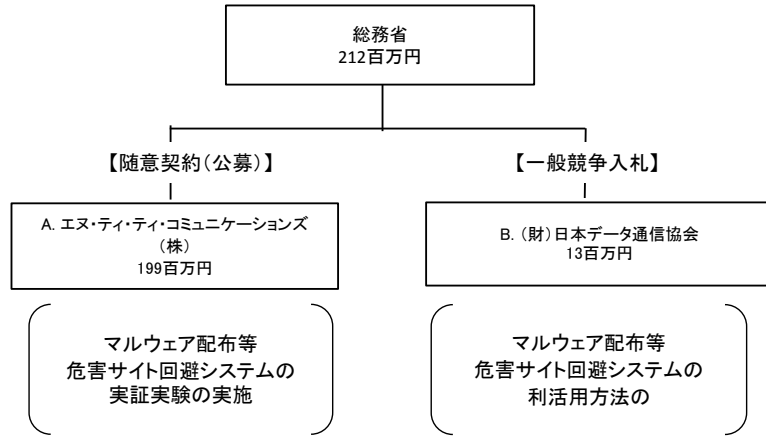 総務省
212百万円
【随意契約(公募)】
【一般競争入札】
A. エヌ・ティ・ティ・コミュニケーションズ
(株)
199百万円
B. (財)日本データ通信協会
13百万円
マルウェア配布等
危害サイト回避システムの
実証実験の実施
マルウェア配布等
危害サイト回避システムの
利活用方法の